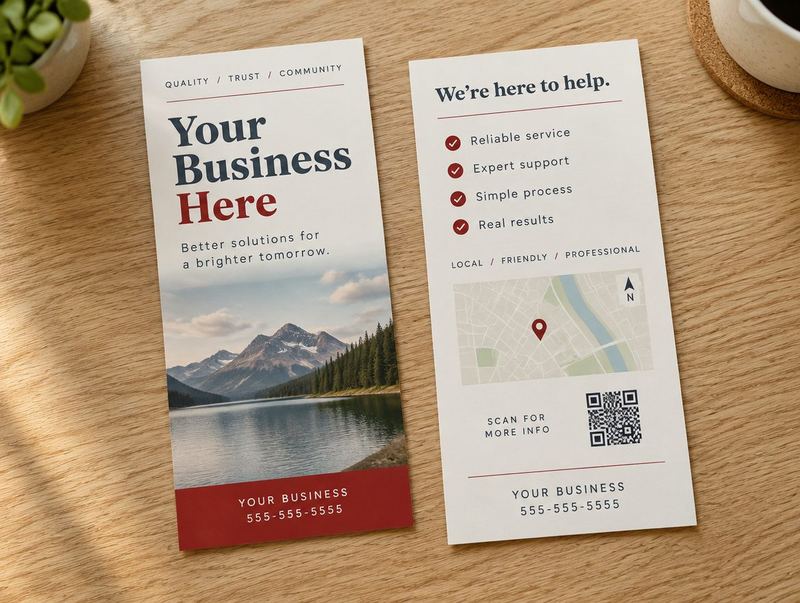 QUALITY / TRUST / COMMUNITY
Your
Business
Here
Better solutions for
a brighter tomorrow.
YOUR BUSINESS
555-555-5555
We're here to help.
Reliable service
Expert support
Simple process
Real results
LOCAL / FRIENDLY / PROFESSIONAL
N
SCAN FOR
MORE INFO
YOUR BUSINESS
555-555-5555